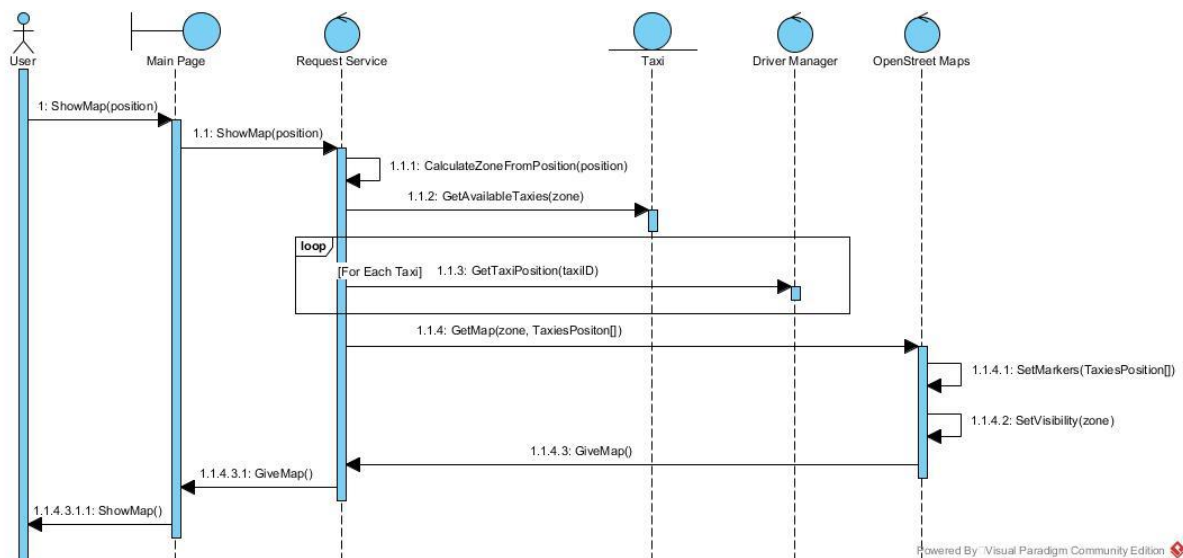 User
Main Page
Request Service
Taxi
Driver Manager
OpenStreet Maps
1: ShowMap(position)
1.1: ShowMap(position)
1.1.1: CalculateZoneFromPosition(position)
1.1.2: GetAvailableTaxies(zone)
loop
[For Each Taxi]
1.1.3: GetTaxiPosition(taxiID)
1.1.4: GetMap(zone, TaxiesPositon[])
1.1.4.1: SetMarkers(TaxiesPosition[])
1.1.4.2: SetVisibility(zone)
1.1.4.3: GiveMap()
1.1.4.3.1: GiveMap()
1.1.4.3.1.1: ShowMap()
Powered By Visual Paradigm Community Edition